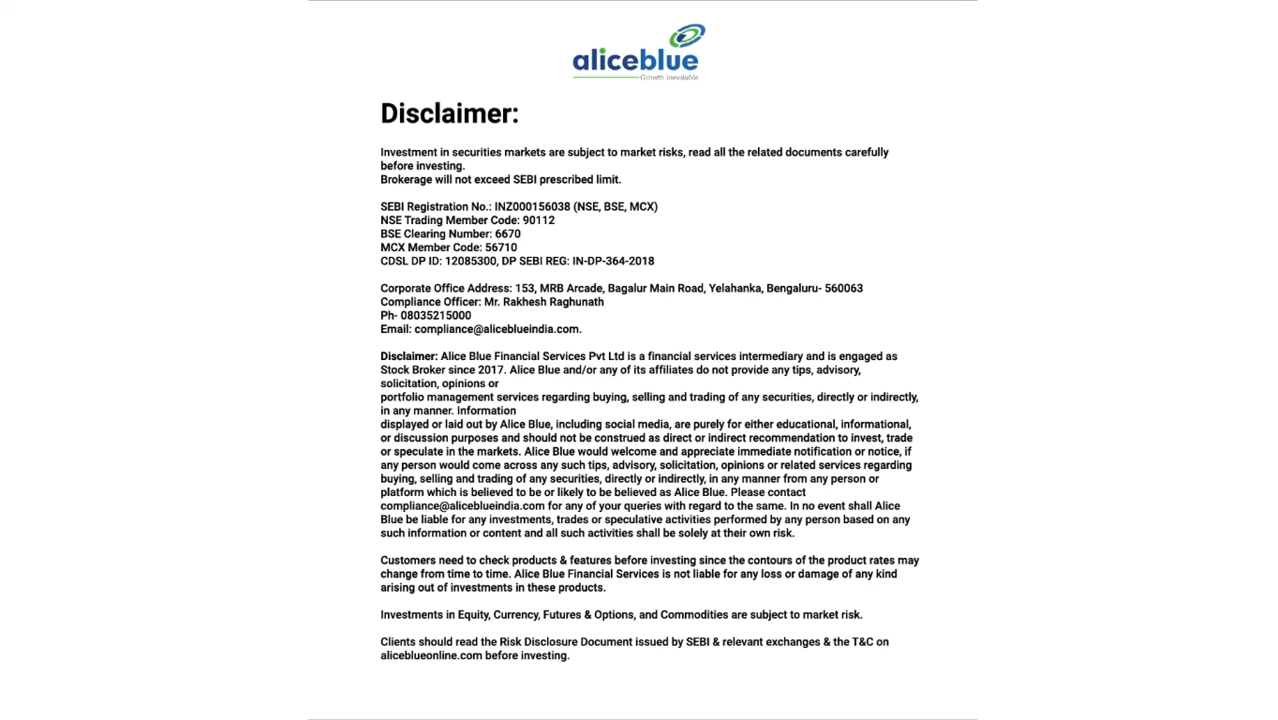 aliceblue
Growth Inevitable
Disclaimer:
Investment in securities markets are subject to market risks, read all the related documents carefully
before investing.
Brokerage will not exceed SEBI prescribed limit.
SEBI Registration No.: INZ000156038 (NSE, BSE, MCX)
NSE Trading Member Code: 90112
BSE Clearing Number: 6670
MCX Member Code: 56710
CDSL DP ID: 12085300, DP SEBI REG: IN-DP-364-2018
Corporate Office Address: 153, MRB Arcade, Bagalur Main Road, Yelahanka, Bengaluru- 560063
Compliance Officer: Mr. Rakhesh Raghunath
Ph- 08035215000
Email: compliance@aliceblueindia.com.
Disclaimer: Alice Blue Financial Services Pvt Ltd is a financial services intermediary and is engaged as
Stock Broker since 2017. Alice Blue and/or any of its affiliates do not provide any tips, advisory,
solicitation, opinions or
portfolio management services regarding buying, selling and trading of any securities, directly or indirectly,
in any manner. Information
displayed or laid out by Alice Blue, including social media, are purely for either educational, informational,
or discussion purposes and should not be construed as direct or indirect recommendation to invest, trade
or speculate in the markets. Alice Blue would welcome and appreciate immediate notification or notice, if
any person would come across any such tips, advisory, solicitation, opinions or related services regarding
buying, selling and trading of any securities, directly or indirectly, in any manner from any person or
platform which is believed to be or likely to be believed as Alice Blue. Please contact
compliance@aliceblueindia.com for any of your queries with regard to the same. In no event shall Alice
Blue be liable for any investments, trades or speculative activities performed by any person based on any
such information or content and all such activities shall be solely at their own risk.
Customers need to check products & features before investing since the contours of the product rates may
change from time to time. Alice Blue Financial Services is not liable for any loss or damage of any kind
arising out of investments in these products.
Investments in Equity, Currency, Futures & Options, and Commodities are subject to market risk.
Clients should read the Risk Disclosure Document issued by SEBI & relevant exchanges & the T&C on
aliceblueonline.com before investing.